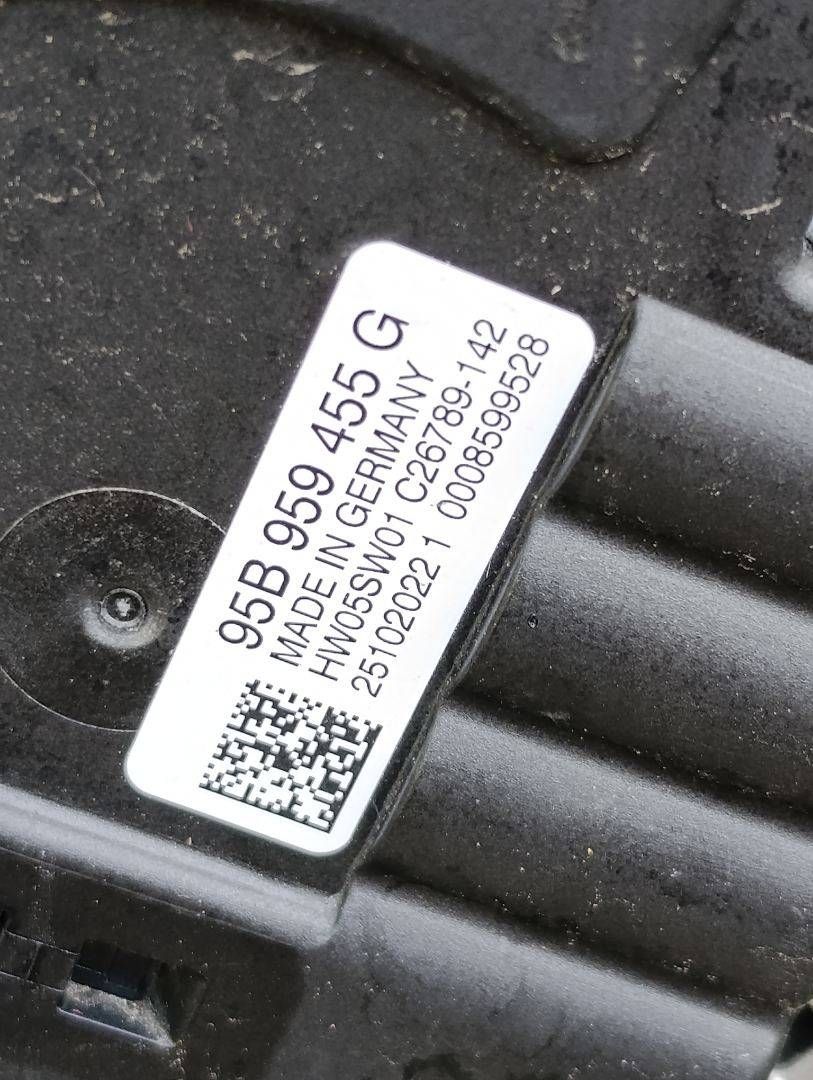 95B 959 455 G
MADE IN GERMANY
HW05SW01 C26789-142
25102022 1 0008599528